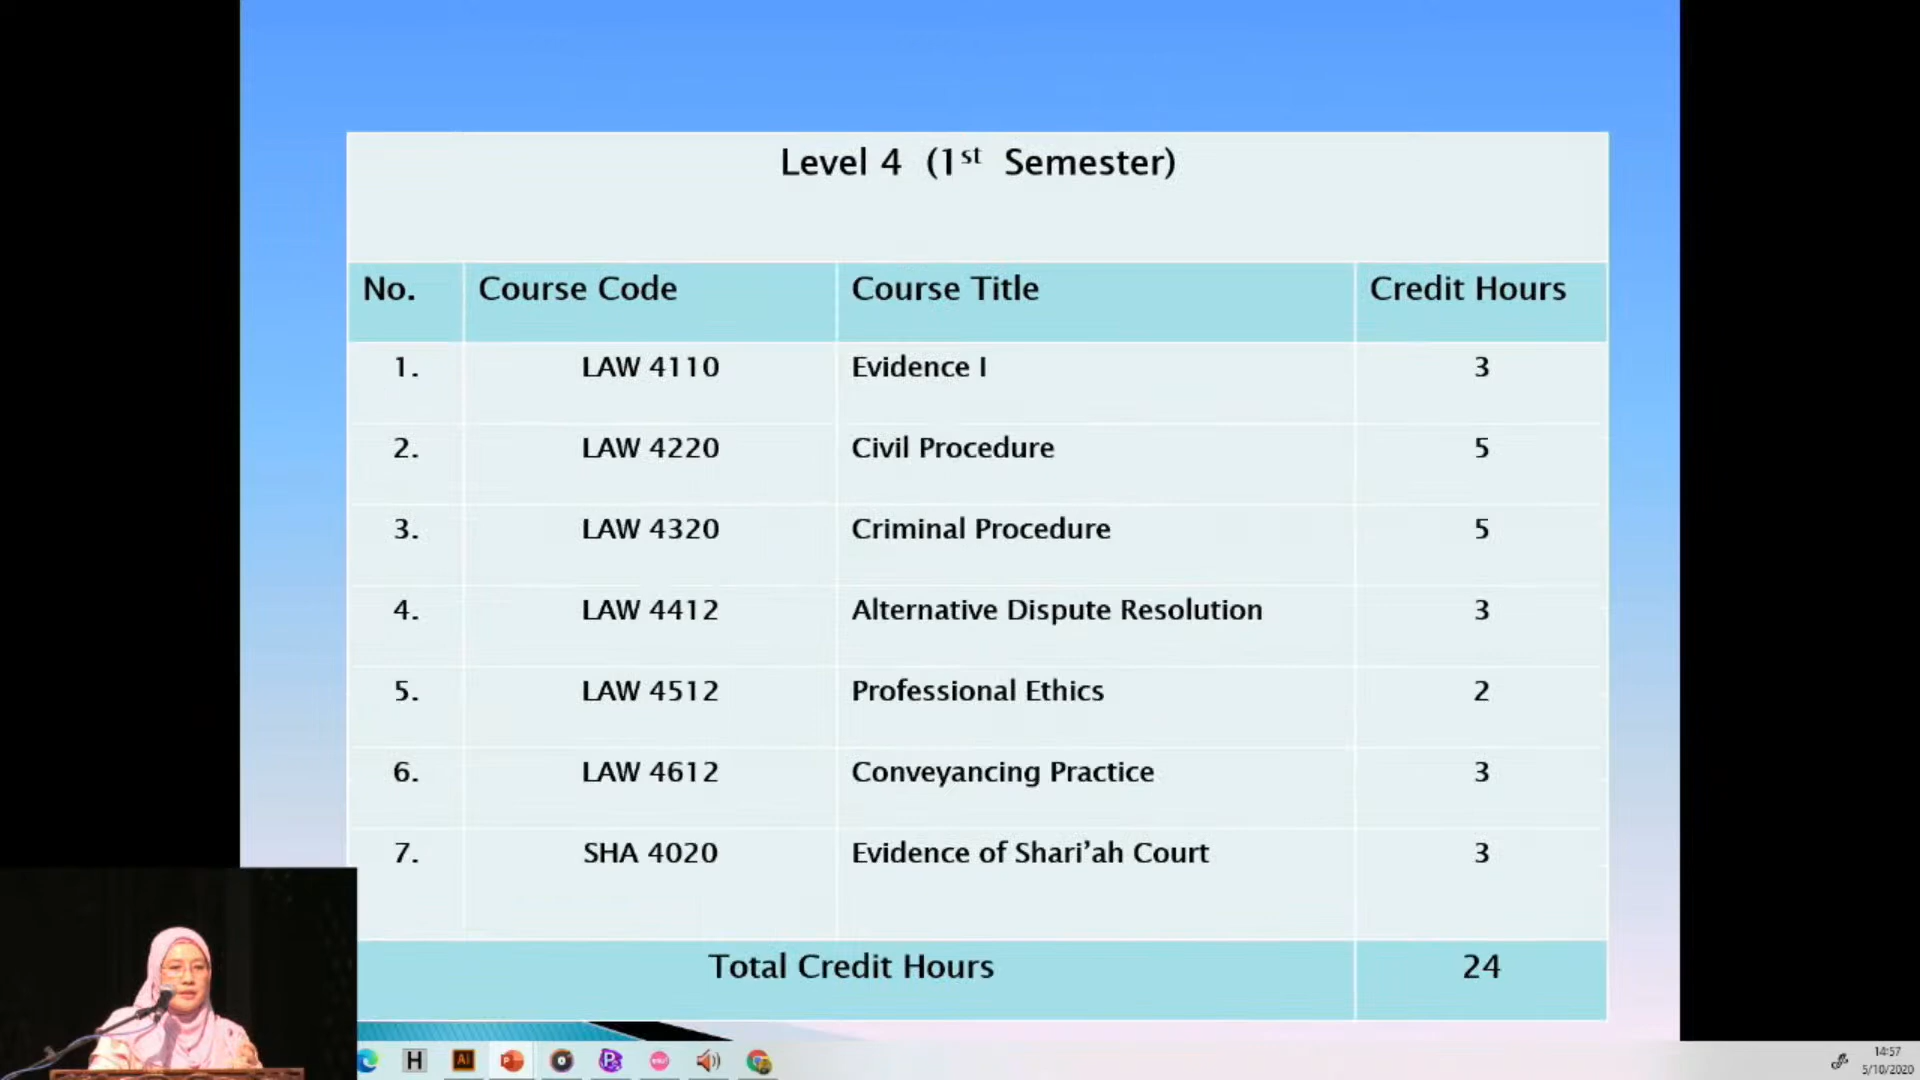 Level 4 (1st Semester)
No. Course Code Course Title Credit Hours
1. LAW 4110 Evidence I 3
2. LAW 4220 Civil Procedure 5
3. LAW 4320 Criminal Procedure 5
4. LAW 4412 Alternative Dispute Resolution 3
5. LAW 4512 Professional Ethics 2
6. LAW 4612 Conveyancing Practice 3
7. SHA 4020 Evidence of Shari’ah Court 3
Total Credit Hours 24
H Ai P
14:57
5/10/2020